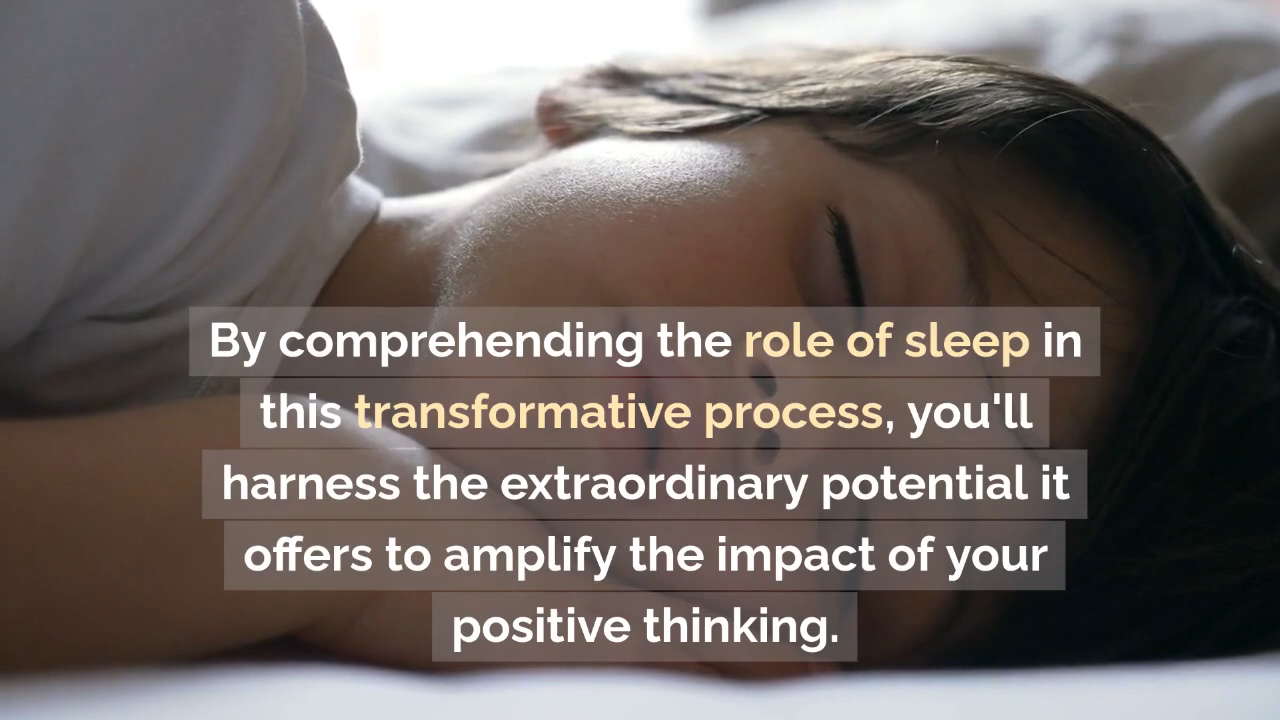 By comprehending the role of sleep in
this transformative process, you'll
harness the extraordinary potential it
offers to amplify the impact of your
positive thinking.